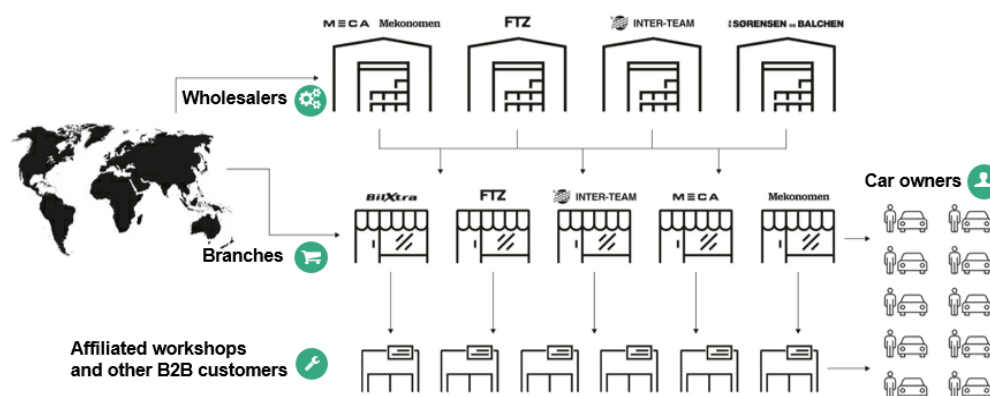 MECA Mekonomen
FTZ
INTER-TEAM
SØRENSEN OG BALCHEN
Wholesalers
Car owners
BilXtra
FTZ
INTER-TEAM
MECA
Mekonomen
Branches
Affiliated workshops
and other B2B customers